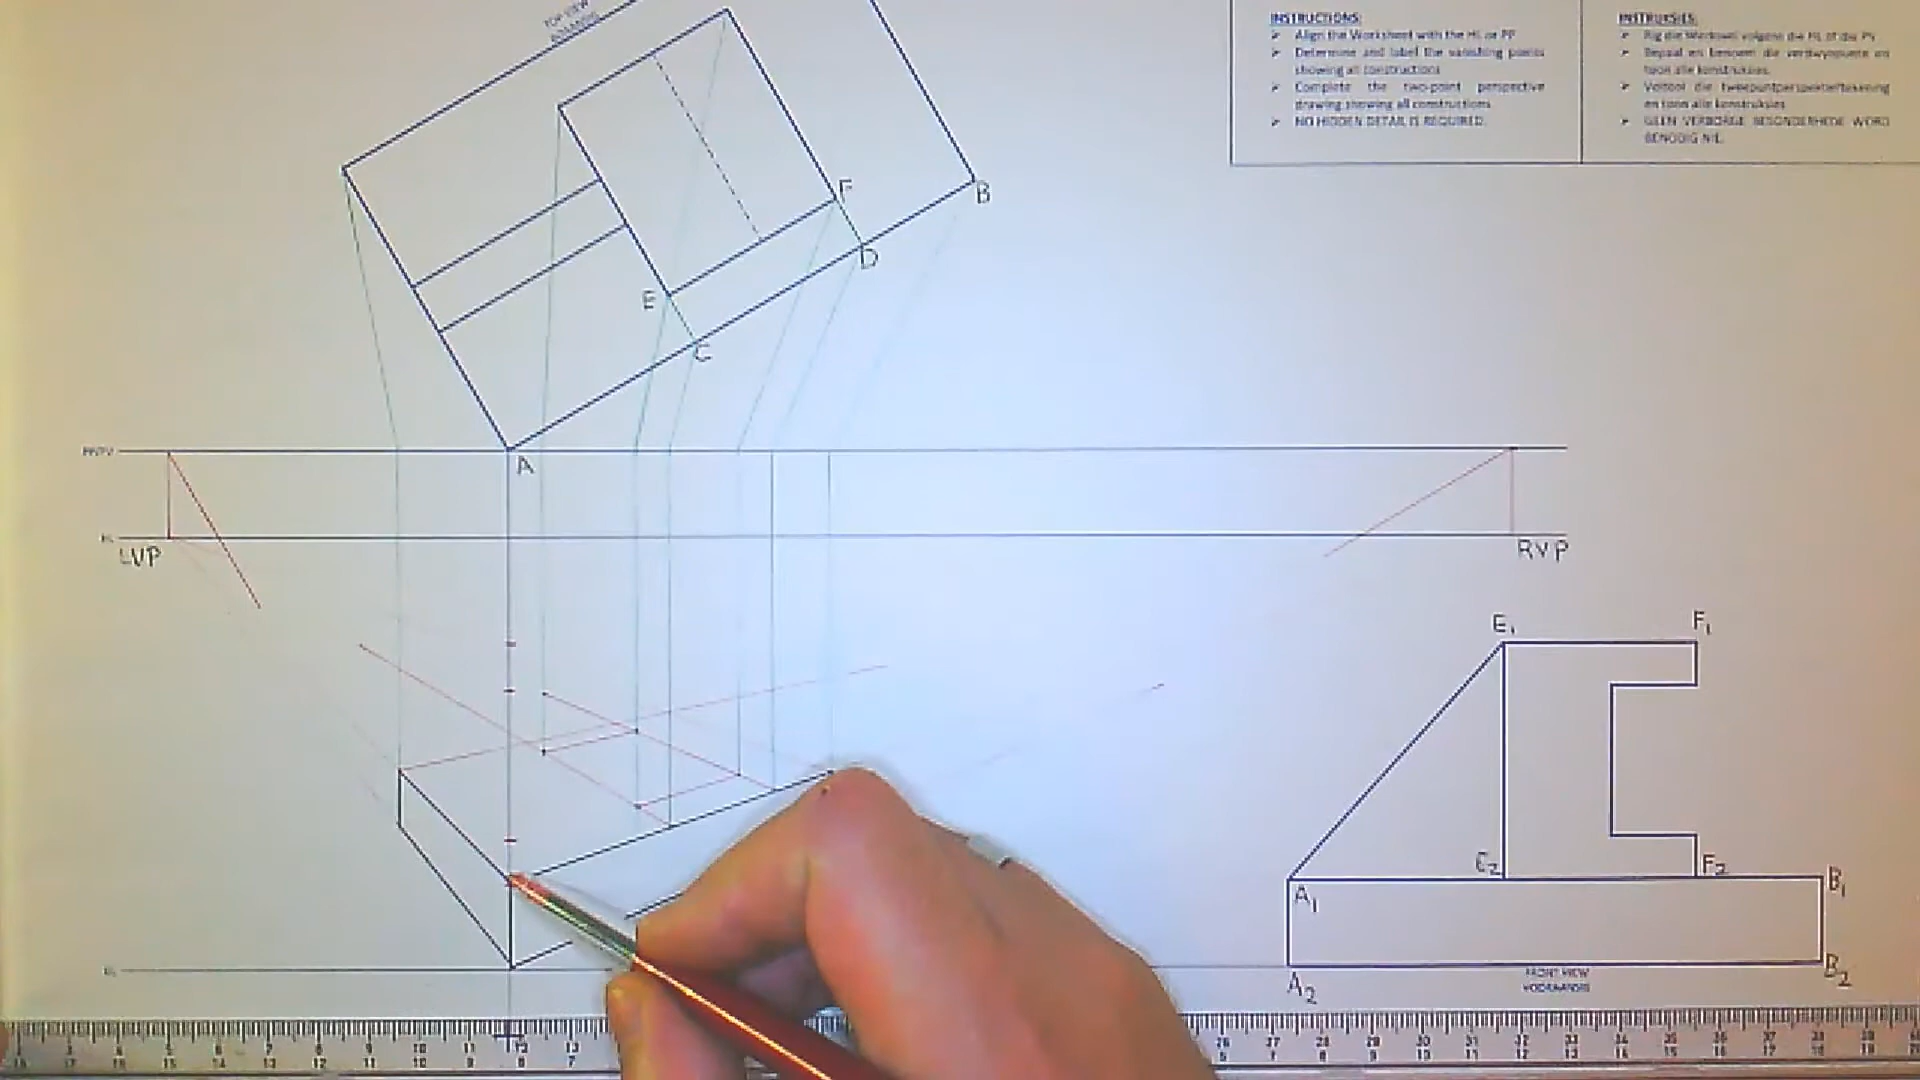 TOP VIEW
BOAANSIG
INSTRUCTIONS:
Align the Worksheet with the HL or PP
Determine and label the vanishing points
showing all constructions
Complete the two-point perspective
drawing showing all constructions
NO HIDDEN DETAIL IS REQUIRED.
INSTRUKSIES:
Rig die Werkvel volgens die HL of die PV
Bepaal en benoem die verdwynpunte en
toon alle konstruksies.
Voltooi die tweepuntperspektieftekening
en toon alle konstruksies
GEEN VERBORGE BESONDERHEDE WORD
BENODIG NIE.
F
B
D
E
C
A
HL
LVP
RVP
E1
F1
C2
F2
A1
B1
A2
B2
FRONT VIEW
VOORAANSIG